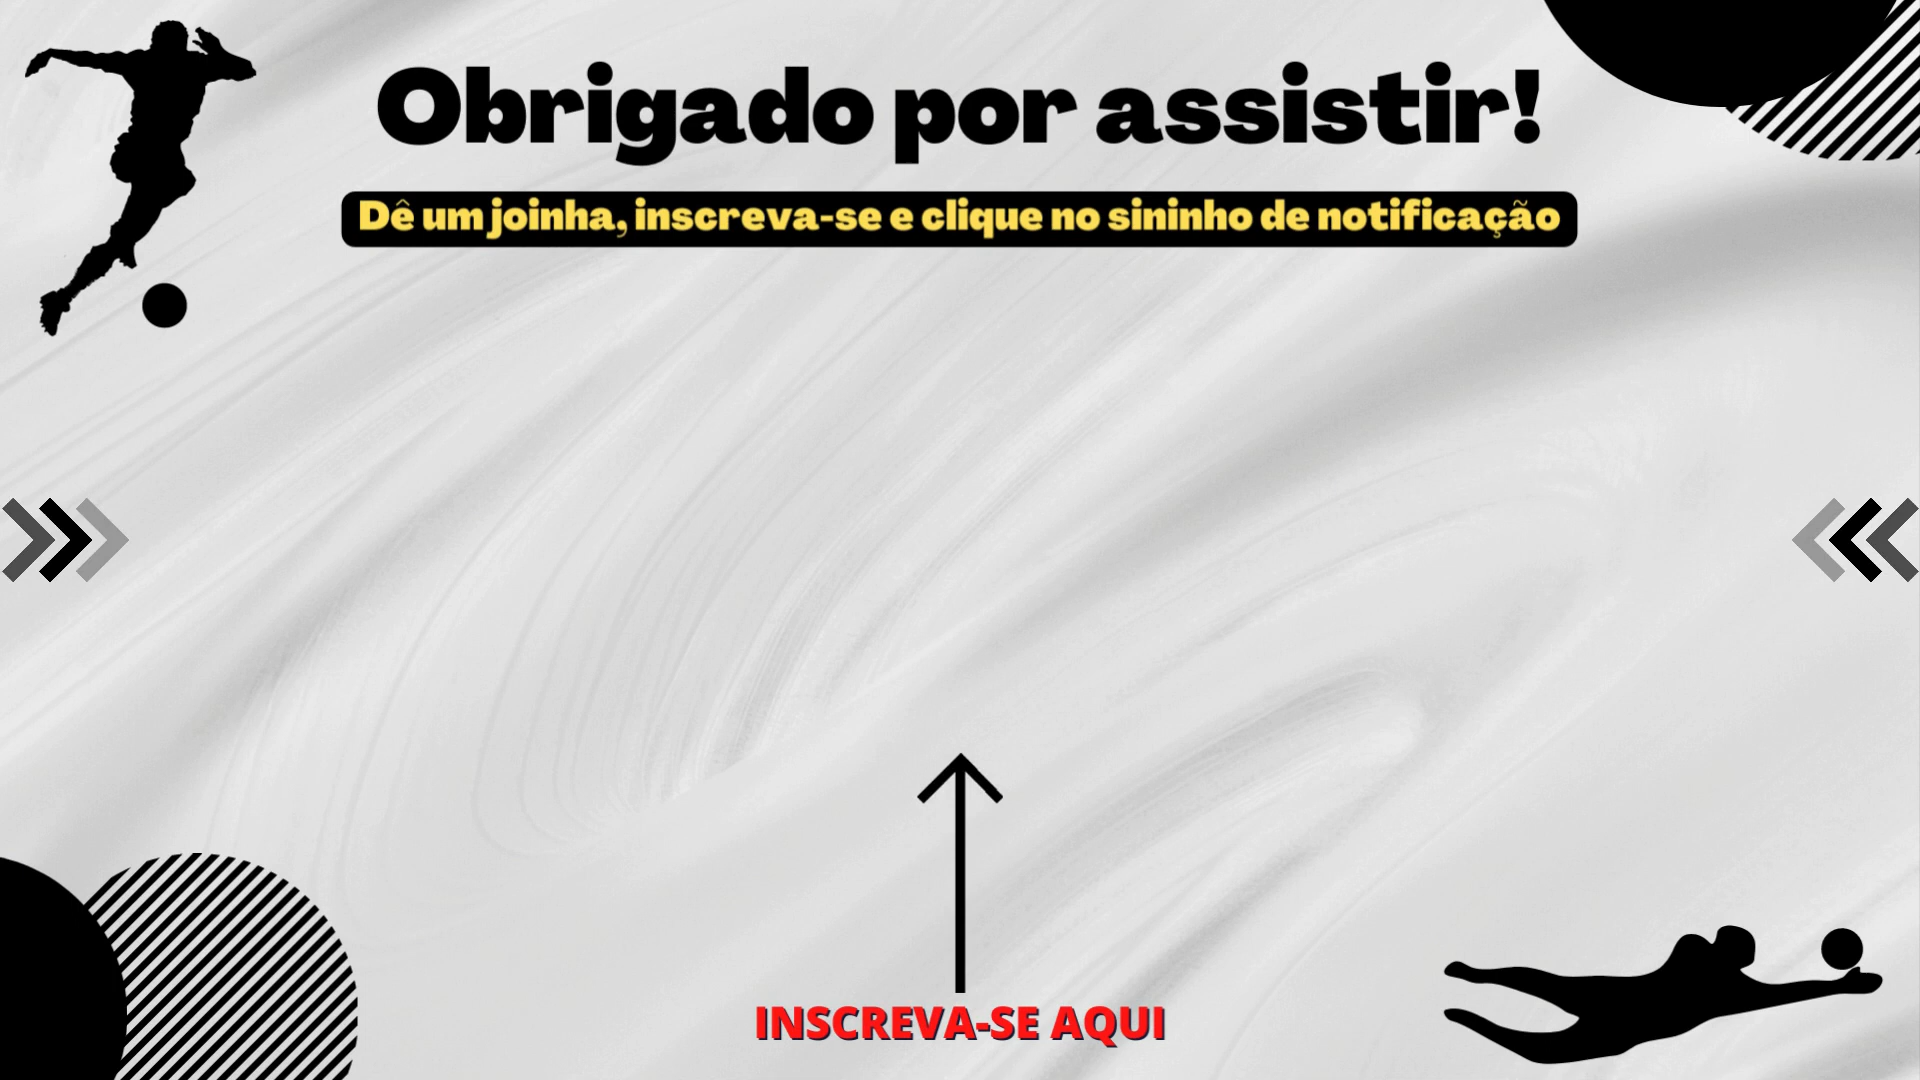 Obrigado por assistir!
Dê um joinha, inscreva-se e clique no sininho de notificação
INSCREVA-SE AQUI